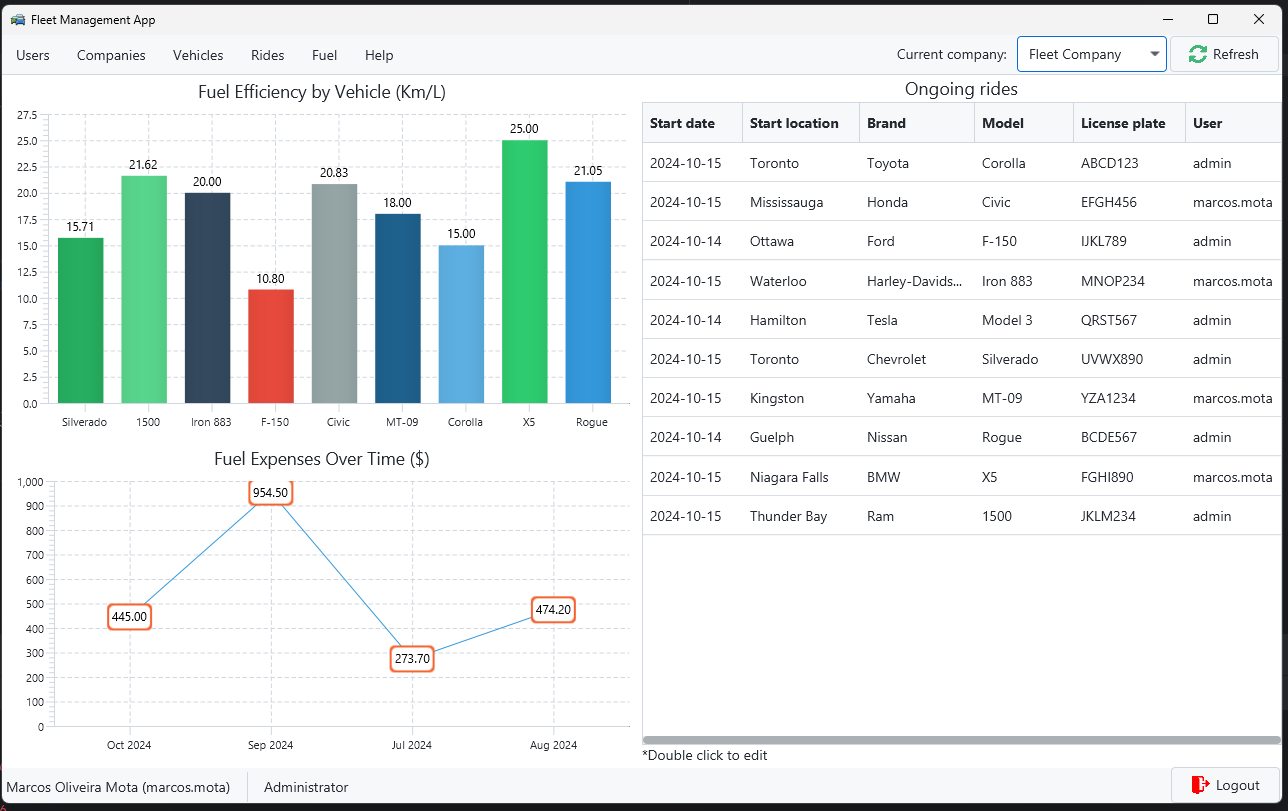 Fleet Management App
Users Companies Vehicles Rides Fuel Help Current company: Fleet Company Refresh
Fuel Efficiency by Vehicle (Km/L)
27.5
25.0
22.5
20.0
17.5
15.0
12.5
10.0
7.5
5.0
2.5
0.0
15.71 21.62 20.00 10.80 20.83 18.00 15.00 25.00 21.05
Silverado 1500 Iron 883 F-150 Civic MT-09 Corolla X5 Rogue
Fuel Expenses Over Time ($)
1,000
900
800
700
600
500
400
300
200
100
0
445.00 954.50 273.70 474.20
Oct 2024 Sep 2024 Jul 2024 Aug 2024
Ongoing rides
Start date Start location Brand Model License plate User
2024-10-15 Toronto Toyota Corolla ABCD123 admin
2024-10-15 Mississauga Honda Civic EFGH456 marcos.mota
2024-10-14 Ottawa Ford F-150 IJKL789 admin
2024-10-15 Waterloo Harley-Davids... Iron 883 MNOP234 marcos.mota
2024-10-14 Hamilton Tesla Model 3 QRST567 admin
2024-10-15 Toronto Chevrolet Silverado UVWX890 admin
2024-10-15 Kingston Yamaha MT-09 YZA1234 marcos.mota
2024-10-14 Guelph Nissan Rogue BCDE567 admin
2024-10-15 Niagara Falls BMW X5 FGHI890 marcos.mota
2024-10-15 Thunder Bay Ram 1500 JKLM234 admin
*Double click to edit
Marcos Oliveira Mota (marcos.mota) Administrator Logout